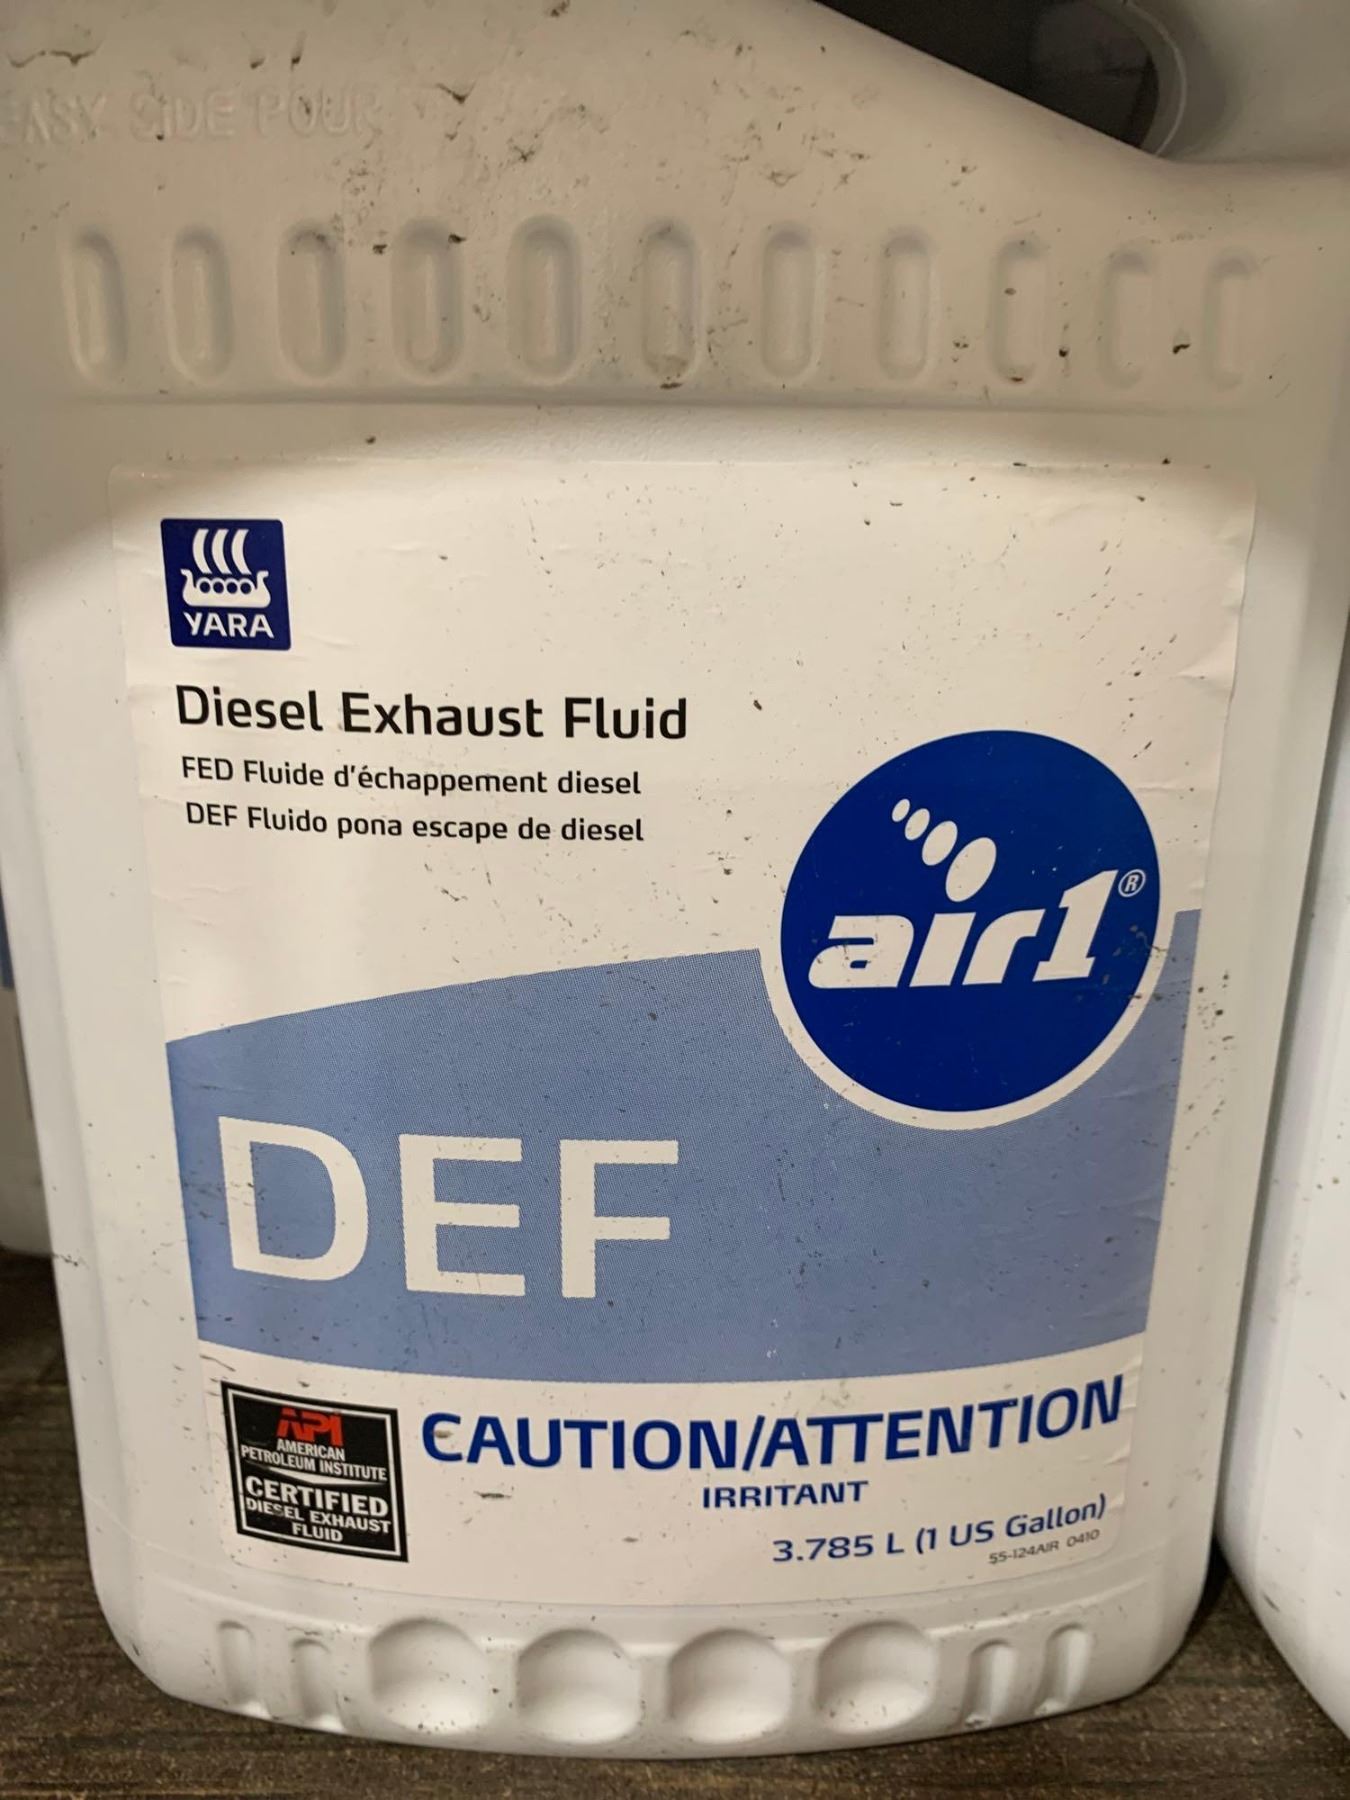 EASY SIDE POUR
YARA
Diesel Exhaust Fluid
FED Fluide d'échappement diesel
DEF Fluido pona escape de diesel
air1®
DEF
API
AMERICAN
PETROLEUM INSTITUTE
CERTIFIED
DIESEL EXHAUST
FLUID
CAUTION/ATTENTION
IRRITANT
3.785 L (1 US Gallon)
55-124AIR 0410